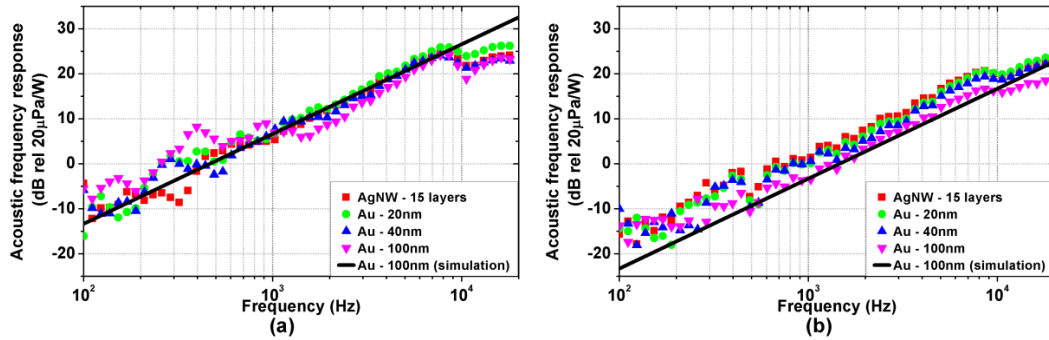 Acoustic frequency response
(dB rel 20μPa/W)
30
20
10
0
-10
-20
10²
10³
10⁴
AgNW - 15 layers
Au - 20nm
Au - 40nm
Au - 100nm
Au - 100nm (simulation)
Frequency (Hz)
(a)
Acoustic frequency response
(dB rel 20μPa/W)
30
20
10
0
-10
-20
10²
10³
10⁴
AgNW - 15 layers
Au - 20nm
Au - 40nm
Au - 100nm
Au - 100nm (simulation)
Frequency (Hz)
(b)